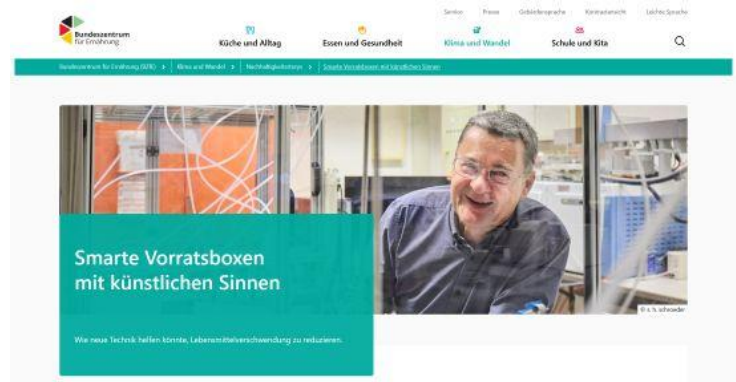 Service Presse Gebärdensprache Kontrastansicht Leichte Sprache
Bundeszentrum
für Ernährung
Küche und Alltag Essen und Gesundheit Klima und Wandel Schule und Kita
Bundeszentrum für Ernährung (BZfE) Klima und Wandel Smarte Vorratsboxen mit künstlichen Sinnen
Smarte Vorratsboxen
mit künstlichen Sinnen
© s. h. schroeder
Wie neue Technik helfen könnte, Lebensmittelverschwendung zu reduzieren.